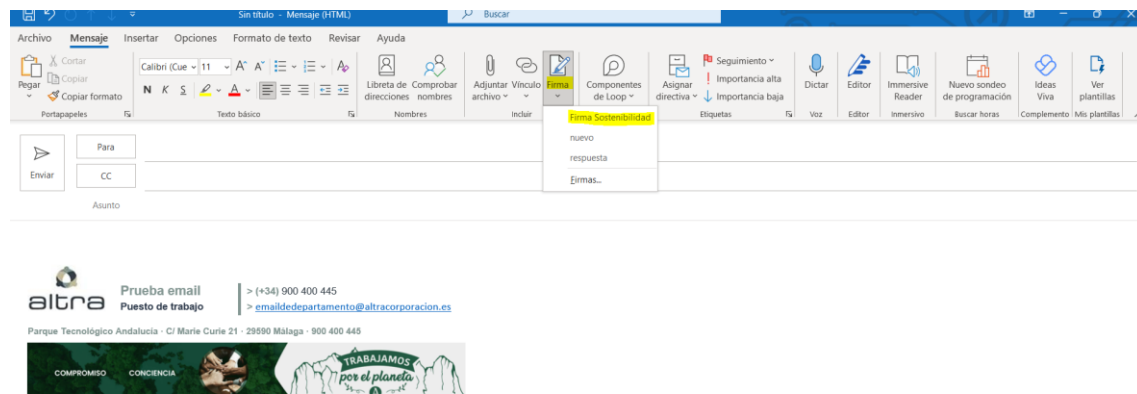 Sin título - Mensaje (HTML)
Buscar
Archivo Mensaje Insertar Opciones Formato de texto Revisar Ayuda
Pegar
Cortar
Copiar
Copiar formato
Portapapeles
Calibri (Cue 11
N K S
Texto básico
Libreta de direcciones
Comprobar nombres
Nombres
Adjuntar archivo
Vínculo
Firma
Incluir
Componentes de Loop
Asignar directiva
Seguimiento
Importancia alta
Importancia baja
Etiquetas
Dictar
Voz
Editor
Editor
Immersive Reader
Inmersivo
Nuevo sondeo de programación
Buscar horas
Ideas Viva
Complemento
Ver plantillas
Mis plantillas
Firma Sostenibilidad
nuevo
respuesta
Firmas...
Enviar
Para
CC
Asunto
altra
Prueba email
Puesto de trabajo
> (+34) 900 400 445
> emaildedepartamento@altracorporacion.es
Parque Tecnológico Andalucía · C/ Marie Curie 21 · 29590 Málaga · 900 400 445
COMPROMISO CONCIENCIA
TRABAJAMOS
por el planeta